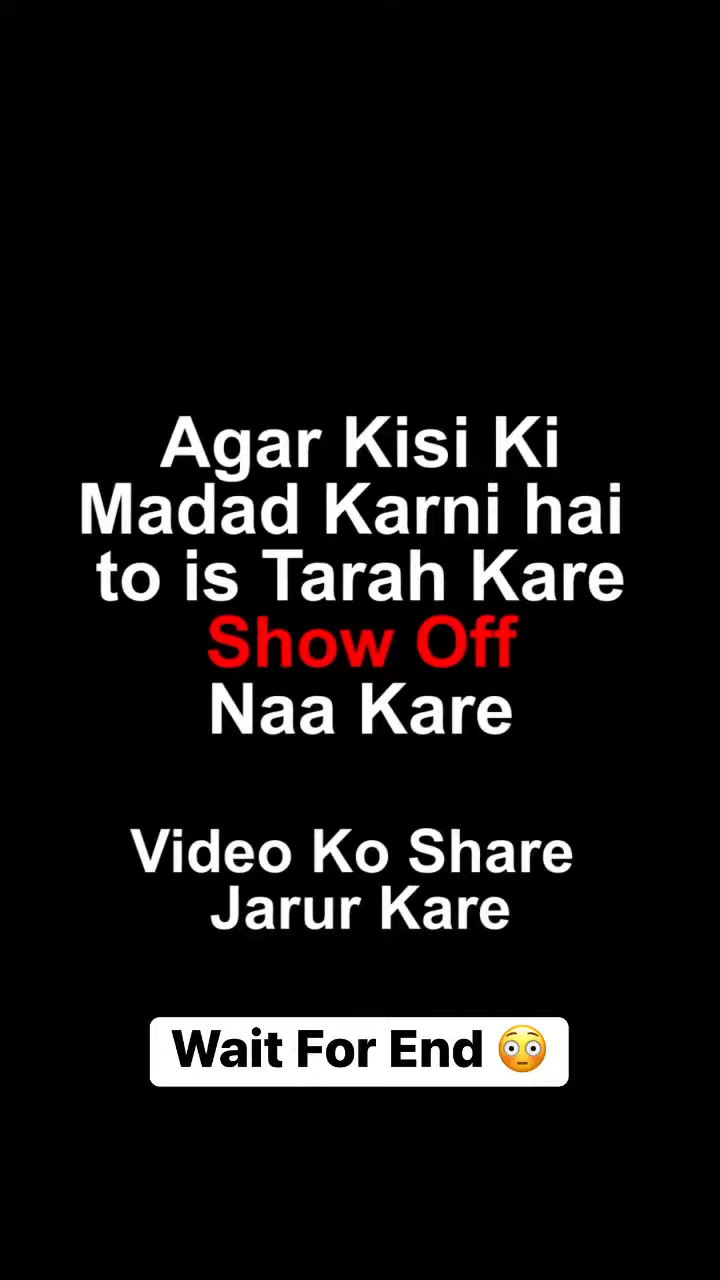 Agar Kisi Ki
Madad Karni hai
to is Tarah Kare
Show Off
Naa Kare
Video Ko Share
Jarur Kare
Wait For End 😳